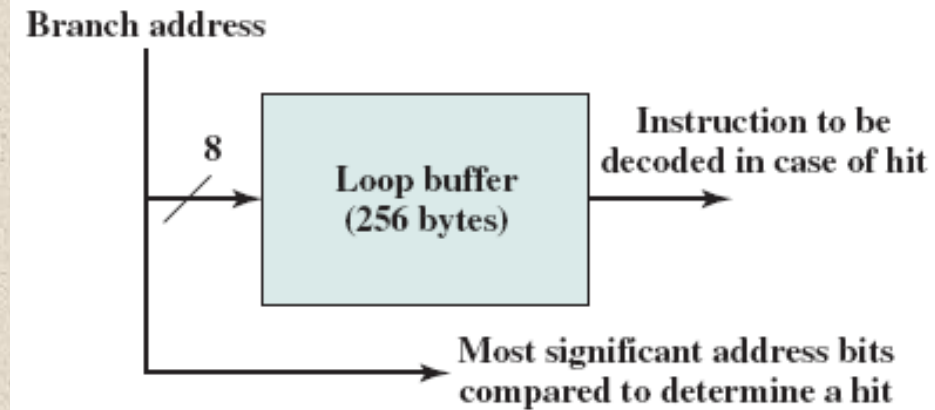 Branch address
8
Instruction to be
decoded in case of hit
Loop buffer
(256 bytes)
Most significant address bits
compared to determine a hit